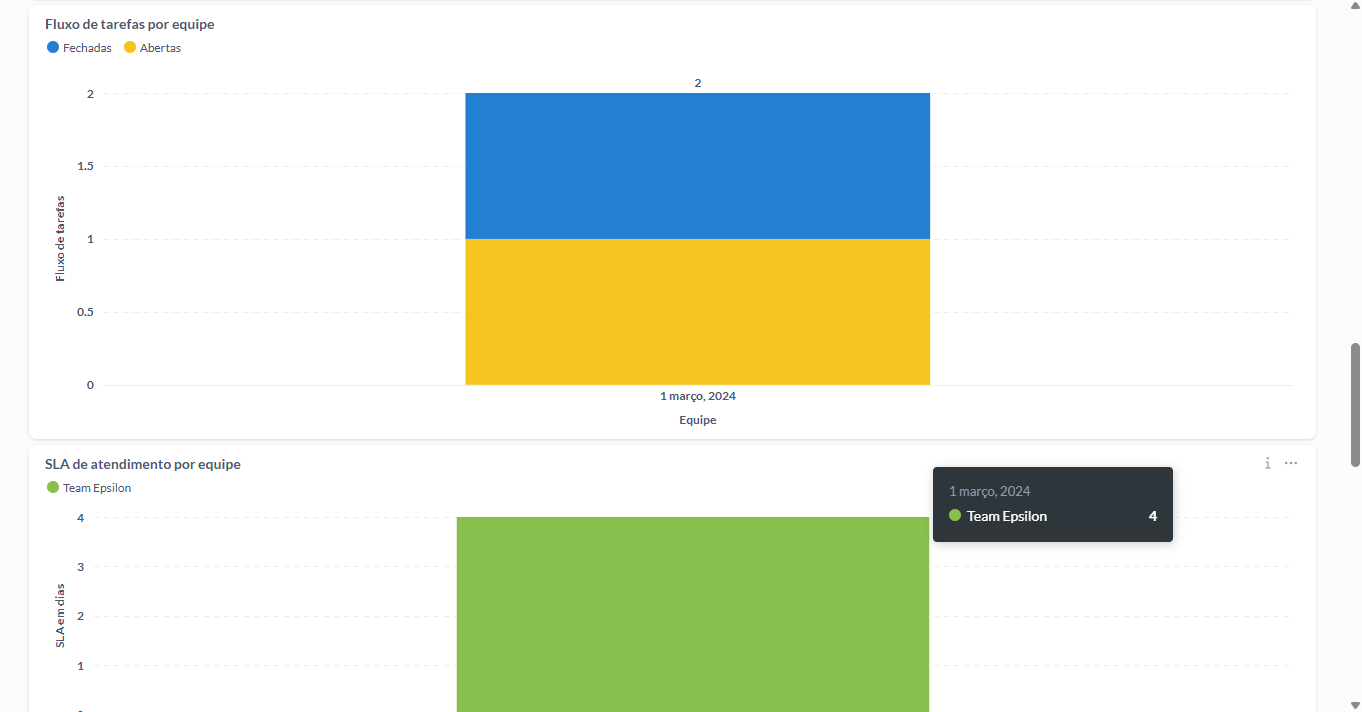 Fluxo de tarefas por equipe
Fechadas Abertas
2
2
1.5
1
0.5
0
Fluxo de tarefas
1 março, 2024
Equipe
SLA de atendimento por equipe
Team Epsilon
1 março, 2024
Team Epsilon 4
4
3
2
1
SLA em dias